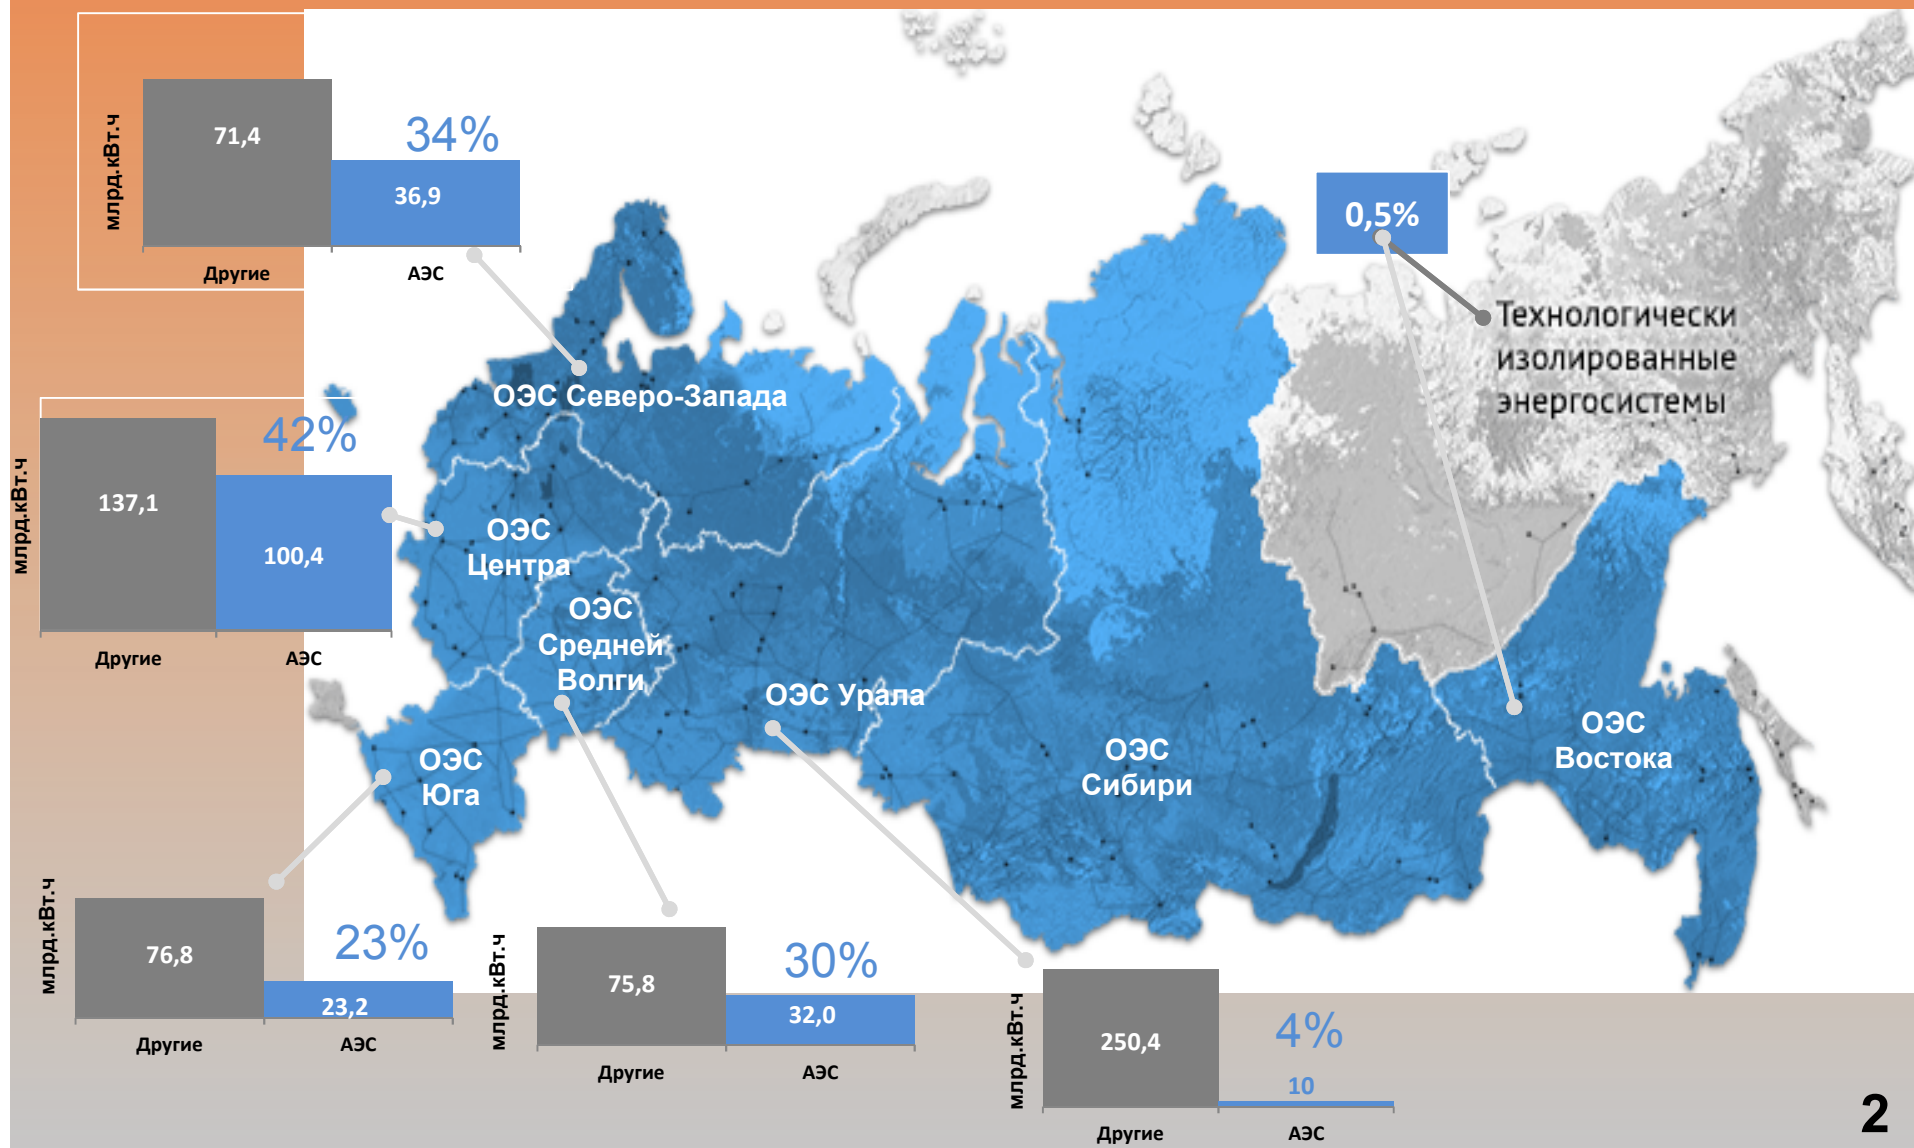 млрд.кВт.ч
71,4
34%
36,9
Другие
АЭС
0,5%
Технологически
изолированные
энергосистемы
ОЭС Северо-Запада
млрд.кВт.ч
137,1
42%
100,4
Другие
АЭС
ОЭС
Центра
ОЭС
Средней
Волги
ОЭС Урала
ОЭС
Юга
ОЭС
Сибири
ОЭС
Востока
млрд.кВт.ч
76,8
23%
23,2
Другие
АЭС
млрд.кВт.ч
75,8
30%
32,0
Другие
АЭС
млрд.кВт.ч
250,4
4%
10
Другие
АЭС
2